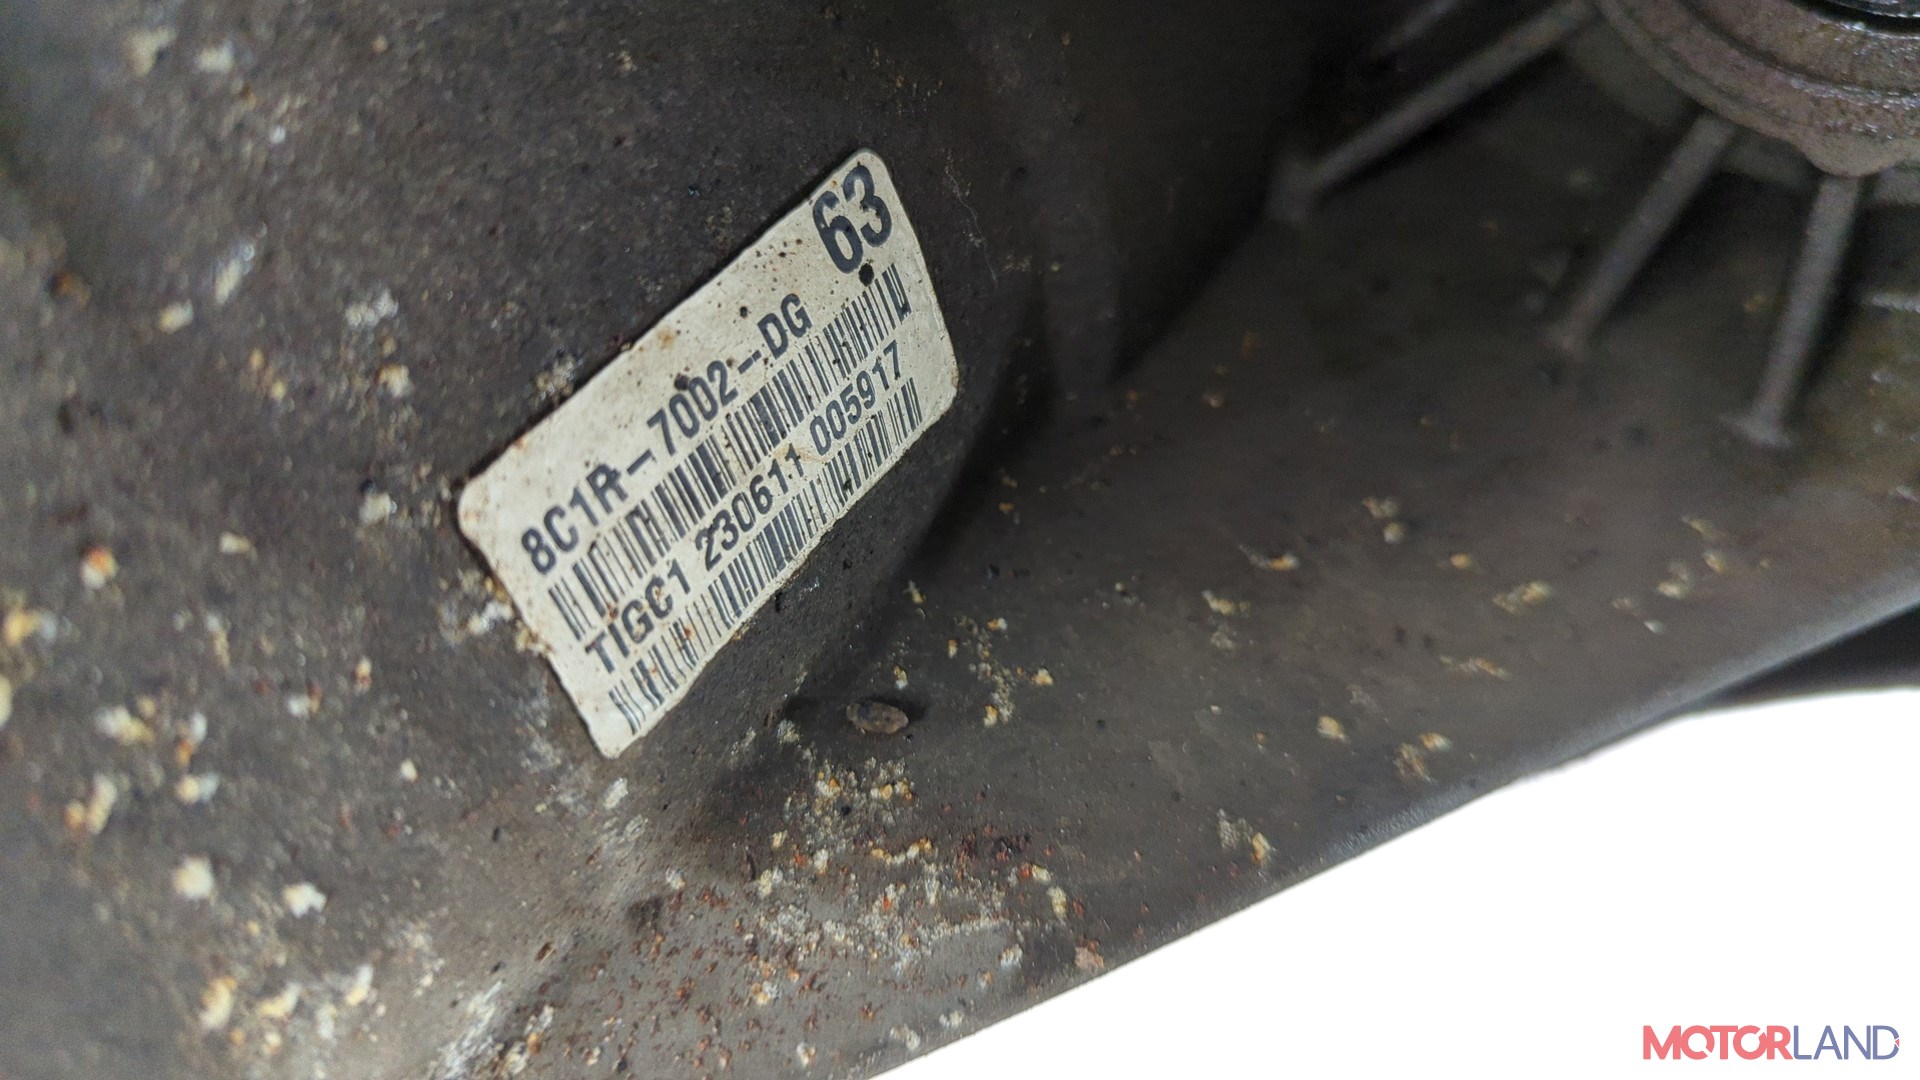 63
8C1R-7002--DG
TIGC1 230611 005917
MOTORLAND